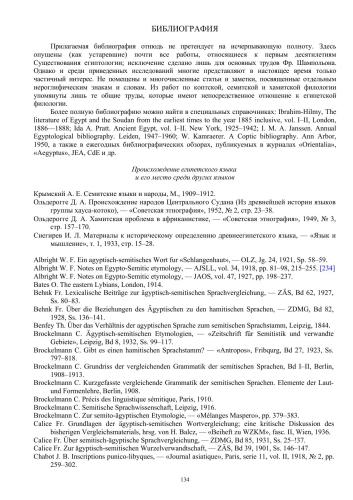 БИБЛИОГРАФИЯ
Прилагаемая библиография отнюдь не претендует на исчерпывающую полноту. Здесь
опущены (как устаревшие) почти все работы, относящиеся к первым десятилетиям
Существования египтологии; исключение сделано лишь для основных трудов Фр. Шампольона.
Однако и среди приведенных исследований многие представляют в настоящее время только
частичный интерес. Не помещены и многочисленные статьи и заметки, посвященные отдельным
иероглифическим знакам и словам. Из работ по коптской, семитской и хамитской филологии
упомянуты лишь те общие труды, которые имеют непосредственное отношение к египетской
филологии.
Более полную библиографию можно найти в специальных справочниках: Ibrahim-Hilmy, The
literature of Egypt and the Soudan from the earliest times to the year 1885 inclusive, vol. I–II, London,
1886—1888; Ida A. Pratt. Ancient Egypt, vol. I–II. New York, 1925–1942; I. M. A. Janssen. Annual
Egyptological bibliography. Leiden, 1947–1960; W. Kammerer. A Coptic bibliography. Ann Arbor,
1950, а также в ежегодных библиографических обзорах, публикуемых в журналах «Orientalia»,
«Aegyptus», JEA, CdE и др.
Происхождение египетского языка
и его место среди других языков
Крымский А. Е. Семитские языки и народы, М., 1909–1912.
Ольдерогге Д. А. Происхождение народов Центрального Судана (Из древнейшей истории языков
группы хауса-котоко), — «Советская этнография», 1952, № 2, стр. 23–38.
Ольдерогге Д. А. Хамитская проблема в африканистике, — «Советская этнография», 1949, № 3,
стр. 157–170.
Снегирев И. Л. Материалы к историческому определению древнеегипетского языка, — «Язык и
мышление», т. 1, 1933, стр. 15–28.
Albright W. F. Ein ägyptisch-semitisches Wort für «Schlangenhaut», — OLZ, Jg. 24, 1921, Sp. 58–59.
Albright W. F. Notes on Egypto-Semitic etymology, — AJSLL, vol. 34, 1918, pp. 81–98, 215–255. [234]
Albright W. F. Notes on Egypto-Semitic etymology, — JAOS, vol. 47, 1927, pp. 198–237.
Bates O. The eastern Lybians, London, 1914.
Behnk Fr. Lexicalische Beiträge zur ägyptisch-semitischen Sprachvergleichung, — ZÄS, Bd 62, 1927,
Ss. 80–83.
Behnk Fr. Über die Beziehungen des Ägyptischen zu den hamitischen Sprachen, — ZDMG, Bd 82,
1928, Ss. 136–141.
Benfey Th. Über das Verhältnis der ägyptischen Sprache zum semitischen Sprachstamm, Leipzig, 1844.
Brockelmann C. Ägyptisch-semitischen Etymologien, — «Zeitschrift für Semitistik und verwandte
Gebiete», Leipzig, Bd 8, 1932, Ss. 99–117.
Brockelmann C. Gibt es einen hamitischen Sprachstamm? — «Antropos», Fribqurg, Bd 27, 1923, Ss.
797–818.
Brockelmann C. Grundriss der vergleichenden Grammatik der semitischen Sprachen, Bd I–II, Berlin,
1908–1913.
Brockelmann C. Kurzgefasste vergleichende Grammatik der semitischen Sprachen. Elemente der Laut-
und Formenlehre, Berlin, 1908.
Brockelmann C. Précis des linguistique sémitique, Paris, 1910.
Brockelmann C. Semitische Sprachwissenschaft, Leipzig, 1916.
Brockelmann C. Zur semito-ägyptischen Etymologie, — «Mélanges Maspero», pp. 379–383.
Calice Fr. Grundlagen der ägyptisch-semitischen Wortvergleichung; eine kritische Diskussion des
bisherigen Vergleichsmaterials, hrsg. von H. Balcz, — «Beiheft zu WZKM», fasc. II, Wien, 1936.
Calice Fr. Über semitisch-ägyptische Sprachvergleichung, — ZDMG, Bd 85, 1931, Ss. 25–37.
Calice Fr. Zur ägyptisch-semitischen Wurzelverwandschaft, — ZÄS, Bd 39, 1901, Ss. 146–147.
Chabot J. B. Inscriptions punico-libyques, — «Journal asiatique», Paris, serie 11, vol. II, 1918, № 2, pp.
259–302.
134